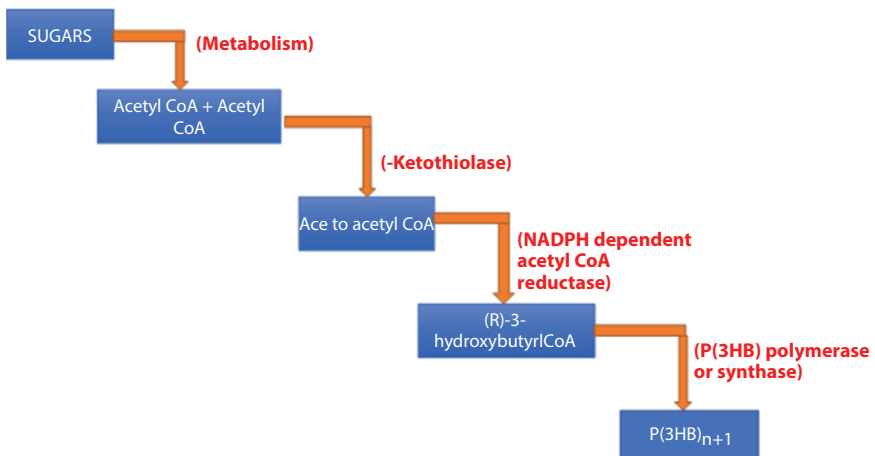 SUGARS
(Metabolism)
Acetyl CoA + Acetyl
CoA
(-Ketothiolase)
Ace to acetyl CoA
(NADPH dependent
acetyl CoA
reductase)
(R)-3-
hydroxybutyrlCoA
(P(3HB) polymerase
or synthase)
P(3HB)n+1